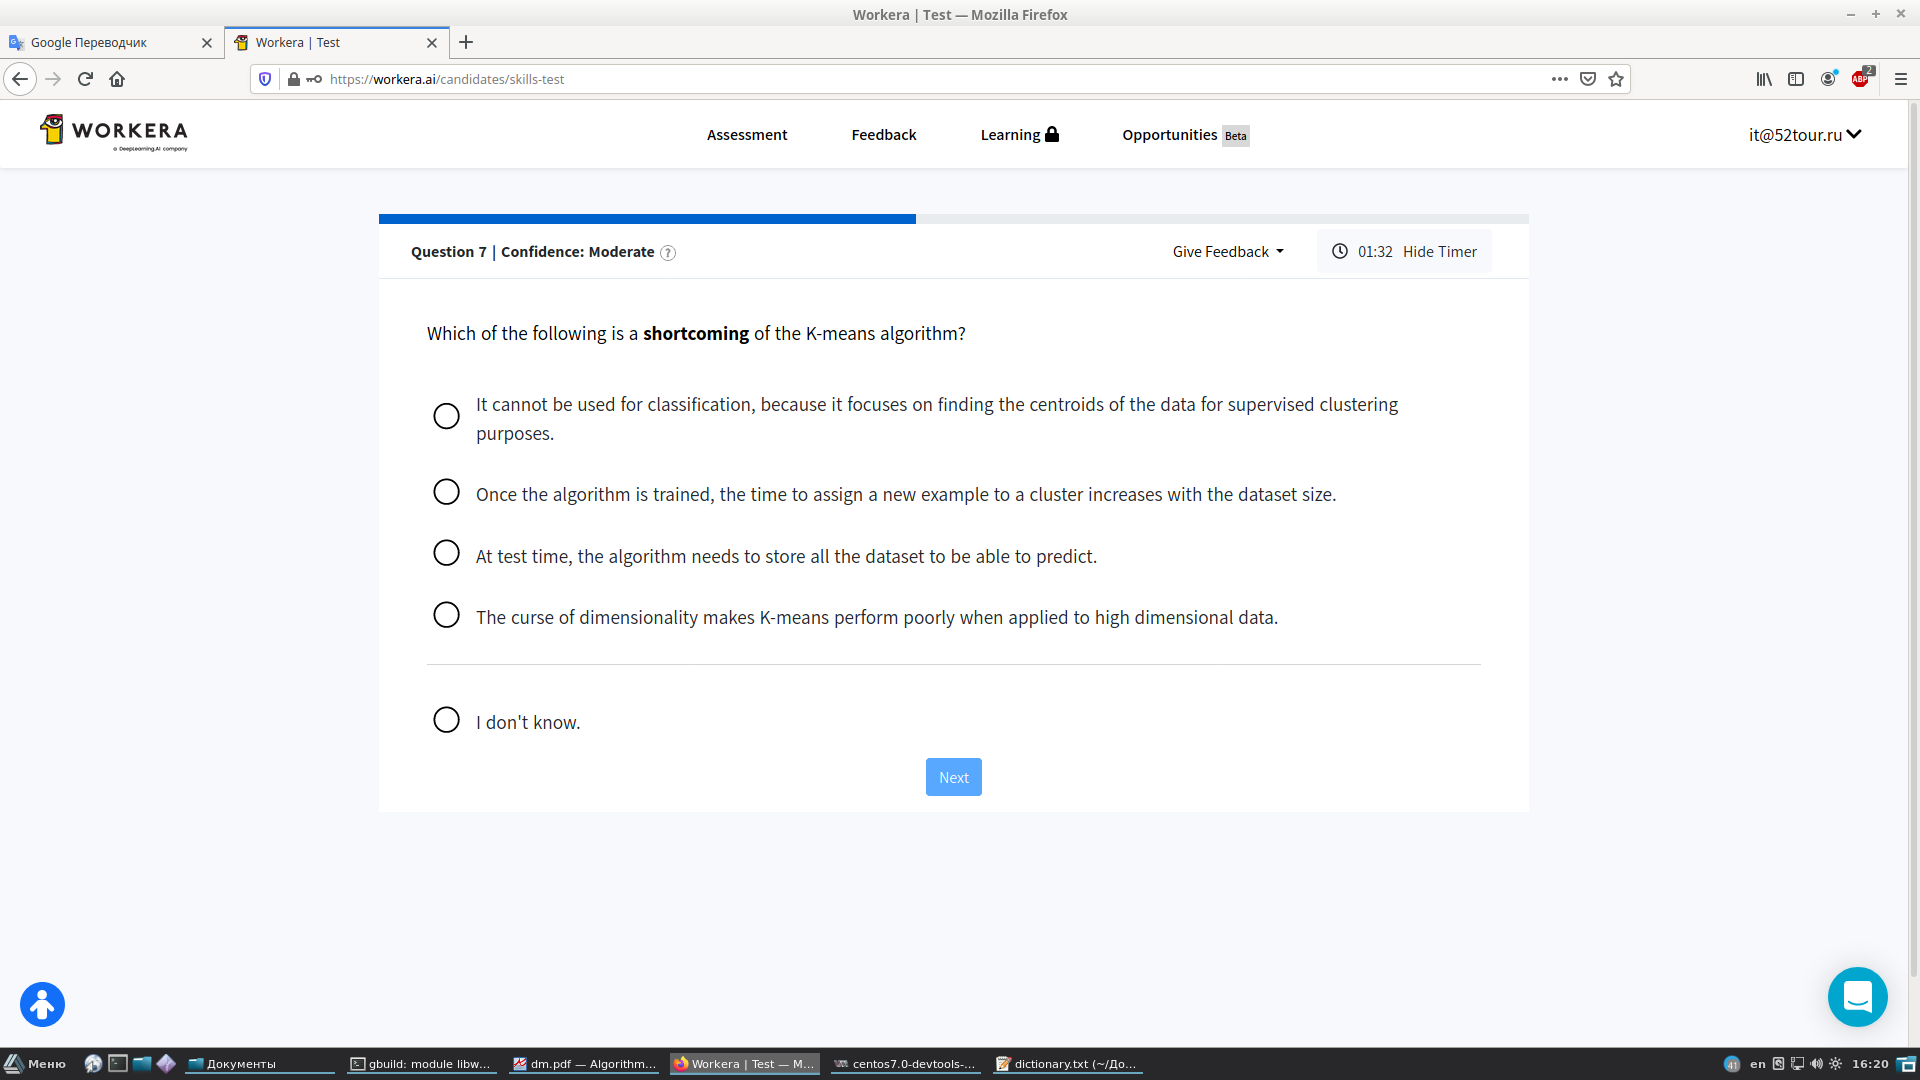 Workera | Test — Mozilla Firefox
Google Переводчик
Workera | Test
https://workera.ai/candidates/skills-test
ABP
2
WORKERA
a DeepLearning.AI company
Assessment
Feedback
Learning
Opportunities Beta
it@52tour.ru
Question 7 | Confidence: Moderate ?
Give Feedback
01:32 Hide Timer
Which of the following is a shortcoming of the K-means algorithm?
It cannot be used for classification, because it focuses on finding the centroids of the data for supervised clustering
purposes.
Once the algorithm is trained, the time to assign a new example to a cluster increases with the dataset size.
At test time, the algorithm needs to store all the dataset to be able to predict.
The curse of dimensionality makes K-means perform poorly when applied to high dimensional data.
I don't know.
Next
Меню
Документы
gbuild: module libw...
dm.pdf — Algorithm...
Workera | Test — M...
centos7.0-devtools-...
dictionary.txt (~/До...
41
en
16:20